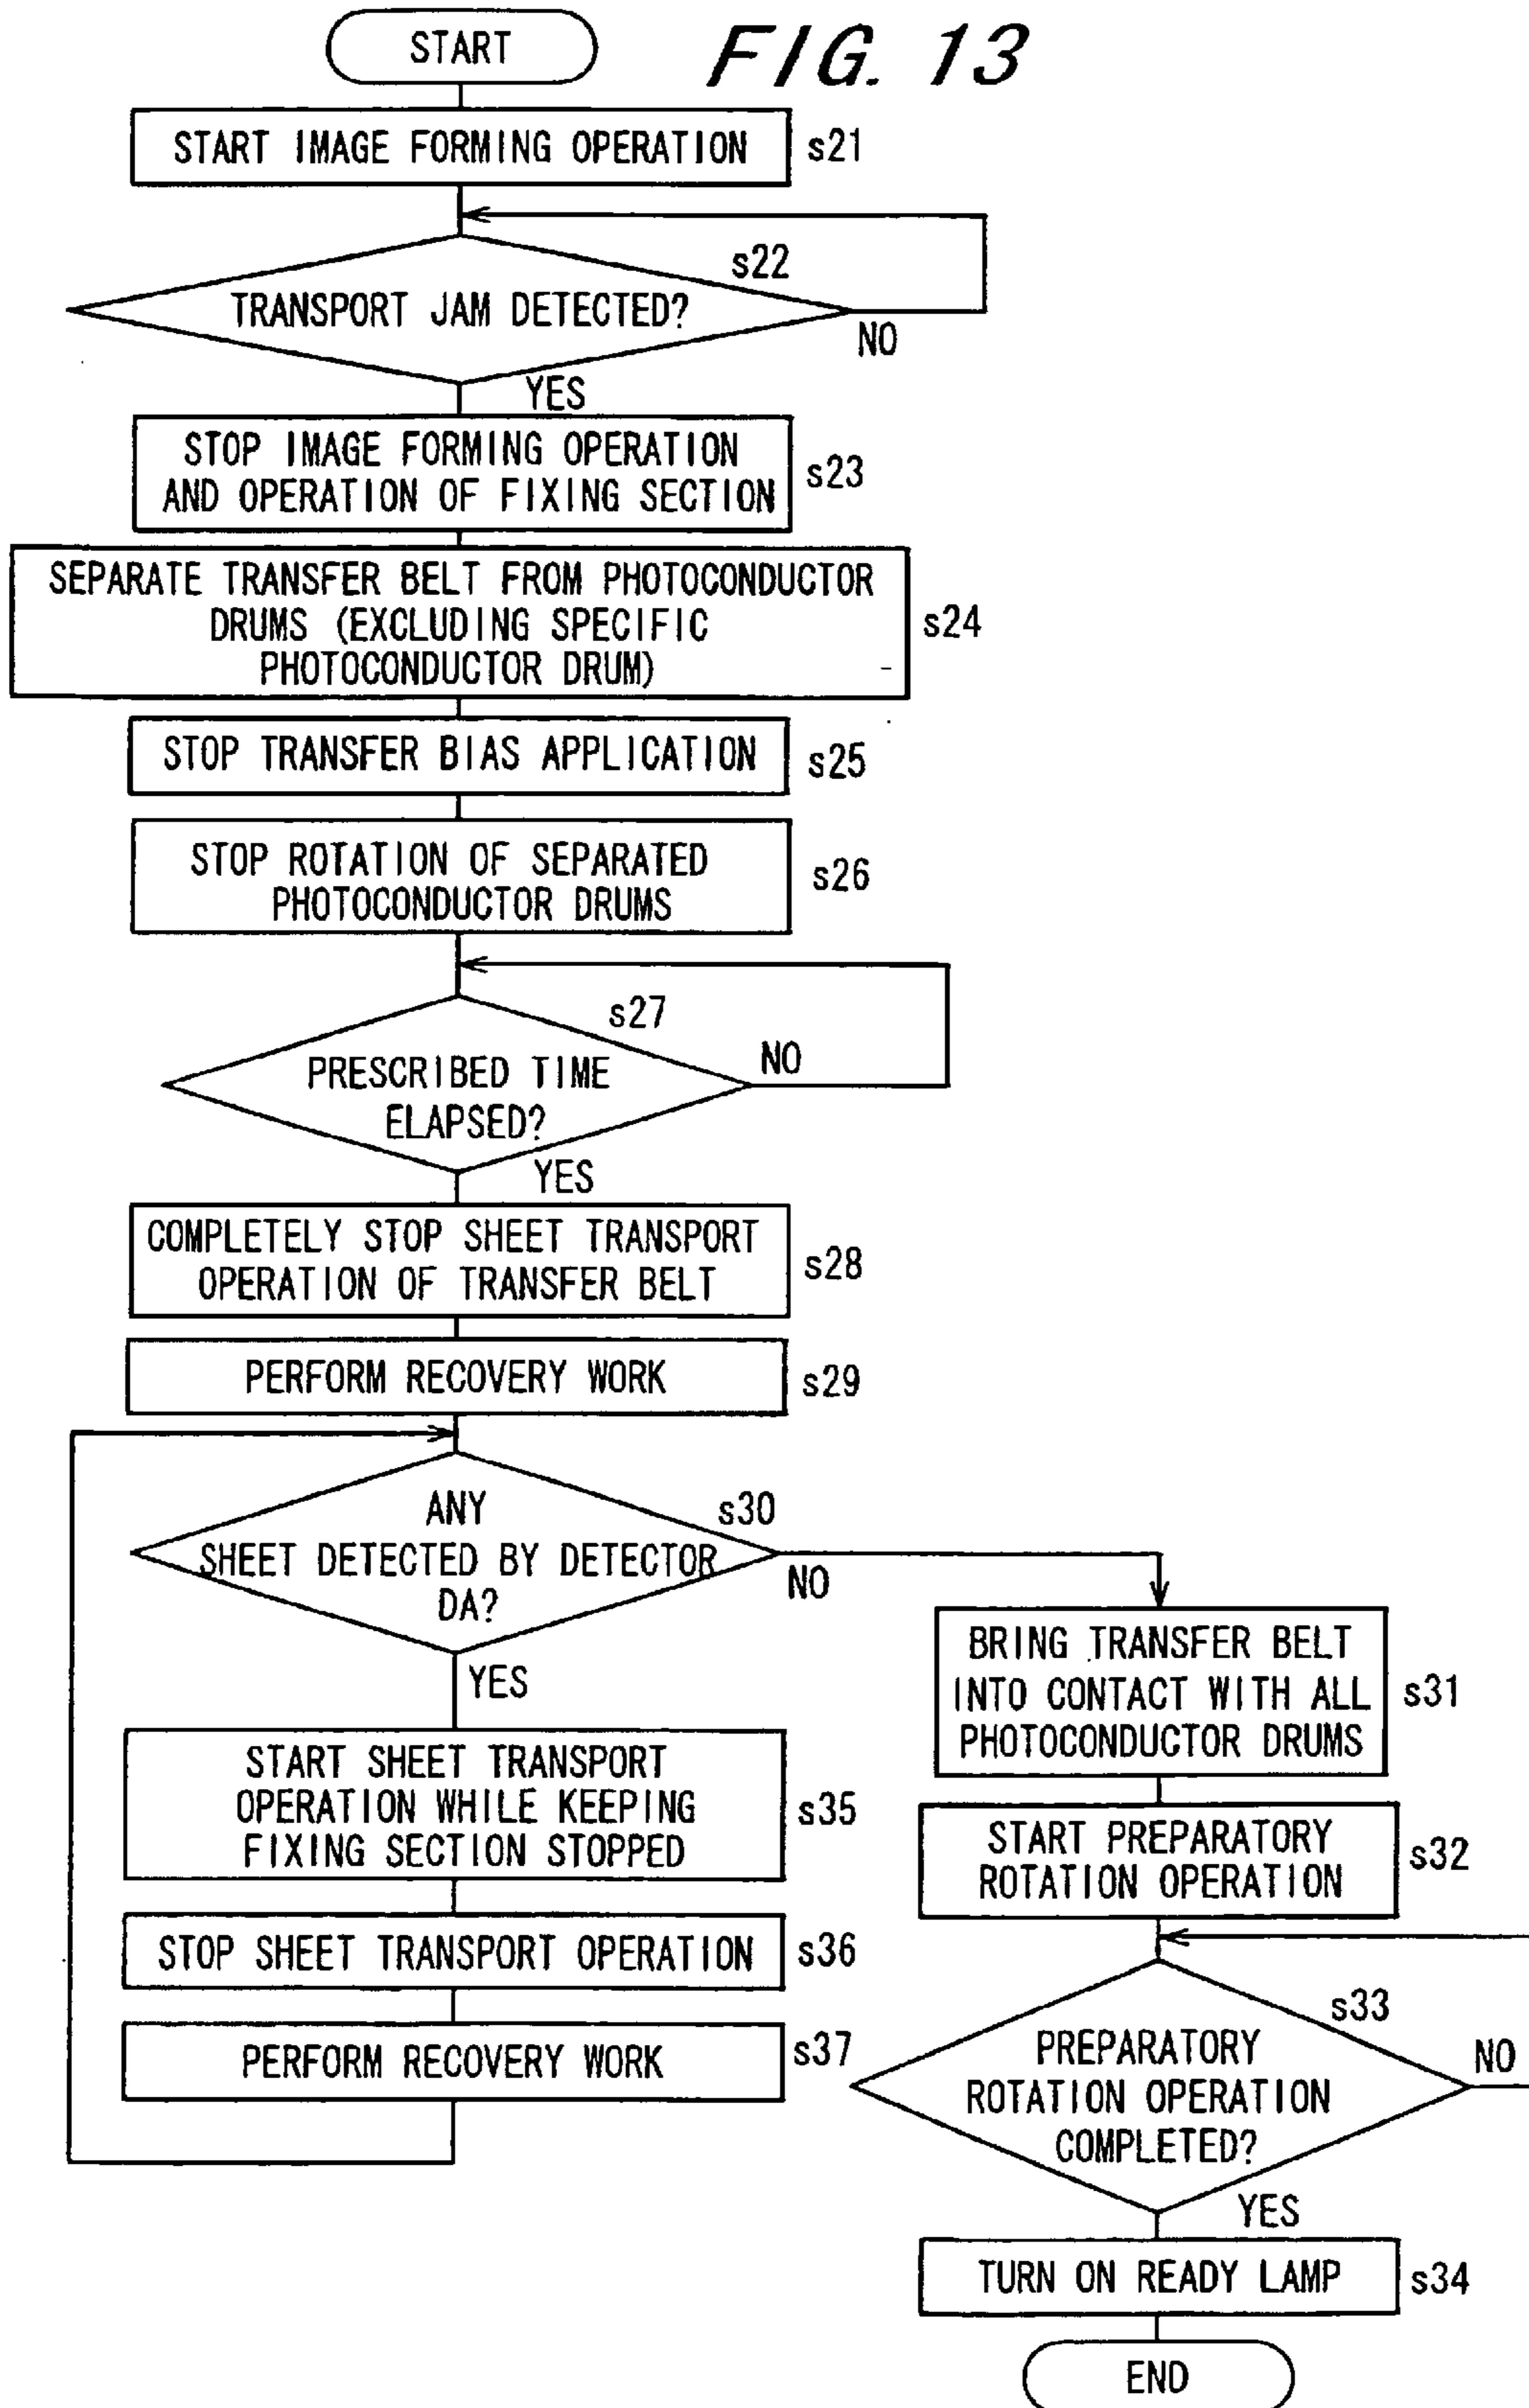 FIG. 13
START
START IMAGE FORMING OPERATION
s21
s22
TRANSPORT JAM DETECTED?
NO
YES
STOP IMAGE FORMING OPERATION
AND OPERATION OF FIXING SECTION
s23
SEPARATE TRANSFER BELT FROM PHOTOCONDUCTOR
DRUMS (EXCLUDING SPECIFIC
PHOTOCONDUCTOR DRUM)
s24
STOP TRANSFER BIAS APPLICATION
s25
STOP ROTATION OF SEPARATED
PHOTOCONDUCTOR DRUMS
s26
s27
PRESCRIBED TIME
ELAPSED?
NO
YES
COMPLETELY STOP SHEET TRANSPORT
OPERATION OF TRANSFER BELT
s28
PERFORM RECOVERY WORK
s29
s30
ANY
SHEET DETECTED BY DETECTOR
DA?
NO
YES
BRING TRANSFER BELT
INTO CONTACT WITH ALL
PHOTOCONDUCTOR DRUMS
s31
START SHEET TRANSPORT
OPERATION WHILE KEEPING
FIXING SECTION STOPPED
s35
START PREPARATORY
ROTATION OPERATION
s32
STOP SHEET TRANSPORT OPERATION
s36
PERFORM RECOVERY WORK
s37
s33
PREPARATORY
ROTATION OPERATION
COMPLETED?
NO
YES
TURN ON READY LAMP
s34
END